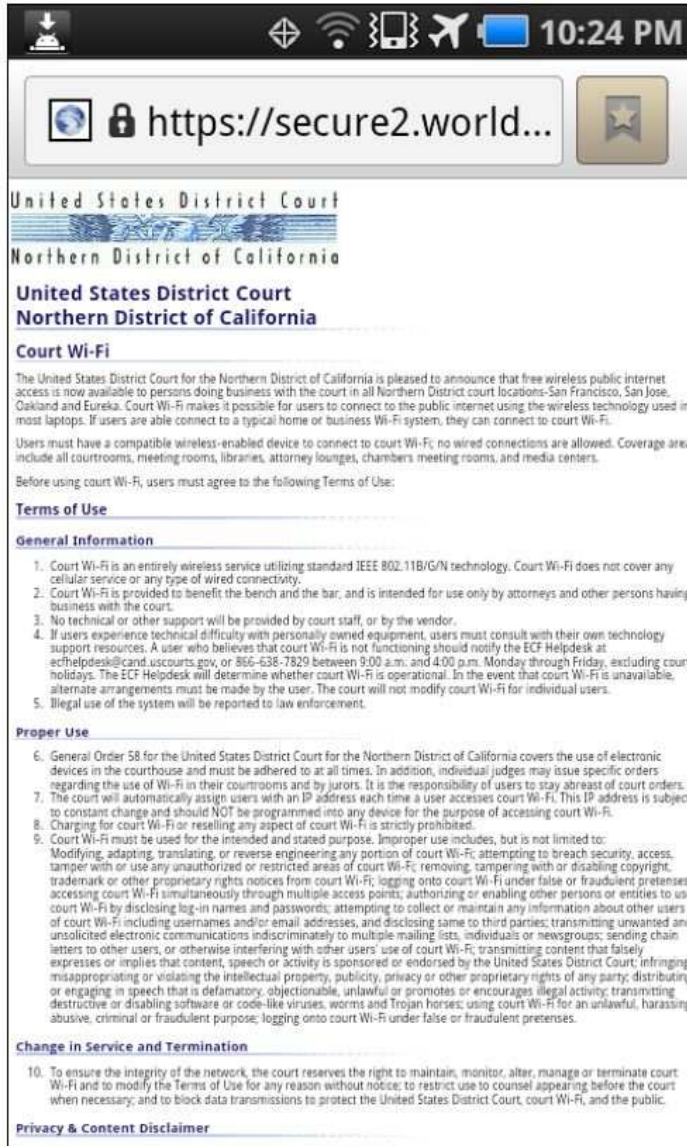 10:24 PM
https://secure2.world...
United States District Court
Northern District of California
United States District Court
Northern District of California
Court Wi-Fi
The United States District Court for the Northern District of California is pleased to announce that free wireless public internet
access is now available to persons doing business with the court in all Northern District court locations-San Francisco, San Jose,
Oakland and Eureka. Court Wi-Fi makes it possible for users to connect to the public internet using the wireless technology used in
most laptops. If users are able connect to a typical home or business Wi-Fi system, they can connect to court Wi-Fi.
Users must have a compatible wireless-enabled device to connect to court Wi-Fi; no wired connections are allowed. Coverage area
include all courtrooms, meeting rooms, libraries, attorney lounges, chambers meeting rooms, and media centers.
Before using court Wi-Fi, users must agree to the following Terms of Use:
Terms of Use
General Information
1. Court Wi-Fi is an entirely wireless service utilizing standard IEEE 802.11B/G/N technology. Court Wi-Fi does not cover any
cellular service or any type of wired connectivity.
2. Court Wi-Fi is provided to benefit the bench and the bar, and is intended for use only by attorneys and other persons having
business with the court.
3. No technical or other support will be provided by court staff, or by the vendor.
4. If users experience technical difficulty with personally owned equipment, users must consult with their own technology
support resources. A user who believes that court Wi-Fi is not functioning should notify the ECF Helpdesk at
ecfhelpdesk@cand.uscourts.gov, or 866-638-7829 between 9:00 a.m. and 4:00 p.m. Monday through Friday, excluding cour
holidays. The ECF Helpdesk will determine whether court Wi-Fi is operational. In the event that court Wi-Fi is unavailable,
alternate arrangements must be made by the user. The court will not modify court Wi-Fi for individual users.
5. Illegal use of the system will be reported to law enforcement.
Proper Use
6. General Order 58 for the United States District Court for the Northern District of California covers the use of electronic
devices in the courthouse and must be adhered to at all times. In addition, individual judges may issue specific orders
regarding the use of Wi-Fi in their courtrooms and by jurors. It is the responsibility of users to stay abreast of court orders.
7. The court will automatically assign users with an IP address each time a user accesses court Wi-Fi. This IP address is subject
to constant change and should NOT be programmed into any device for the purpose of accessing court Wi-Fi.
8. Charging for court Wi-Fi or reselling any aspect of court Wi-Fi is strictly prohibited.
9. Court Wi-Fi must be used for the intended and stated purpose. Improper use includes, but is not limited to:
Modifying, adapting, translating, or reverse engineering any portion of court Wi-Fi; attempting to breach security, access,
tamper with or use any unauthorized or restricted areas of court Wi-Fi; removing, tampering with or disabling copyright,
trademark or other proprietary rights notices from court Wi-Fi; logging onto court Wi-Fi under false or fraudulent pretenses
accessing court Wi-Fi simultaneously through multiple access points; authorizing or enabling other persons or entities to us
court Wi-Fi by disclosing log-in names and passwords; attempting to collect or maintain any information about other users
of court Wi-Fi including usernames and/or email addresses, and disclosing same to third parties; transmitting unwanted and
unsolicited electronic communications indiscriminately to multiple mailing lists, individuals or newsgroups; sending chain
letters to other users, or otherwise interfering with other users' use of court Wi-Fi; transmitting content that falsely
expresses or implies that content, speech or activity is sponsored or endorsed by the United States District Court; infringing
misappropriating or violating the intellectual property, publicity, privacy or other proprietary rights of any party; distributing
or engaging in speech that is defamatory, objectionable, unlawful or promotes or encourages illegal activity; transmitting
destructive or disabling software or code-like viruses, worms and Trojan horses; using court Wi-Fi for an unlawful, harassing
abusive, criminal or fraudulent purpose; logging onto court Wi-Fi under false or fraudulent pretenses.
Change in Service and Termination
10. To ensure the integrity of the network, the court reserves the right to maintain, monitor, alter, manage or terminate court
Wi-Fi and to modify the Terms of Use for any reason without notice; to restrict use to counsel appearing before the court
when necessary; and to block data transmissions to protect the United States District Court, court Wi-Fi, and the public.
Privacy & Content Disclaimer